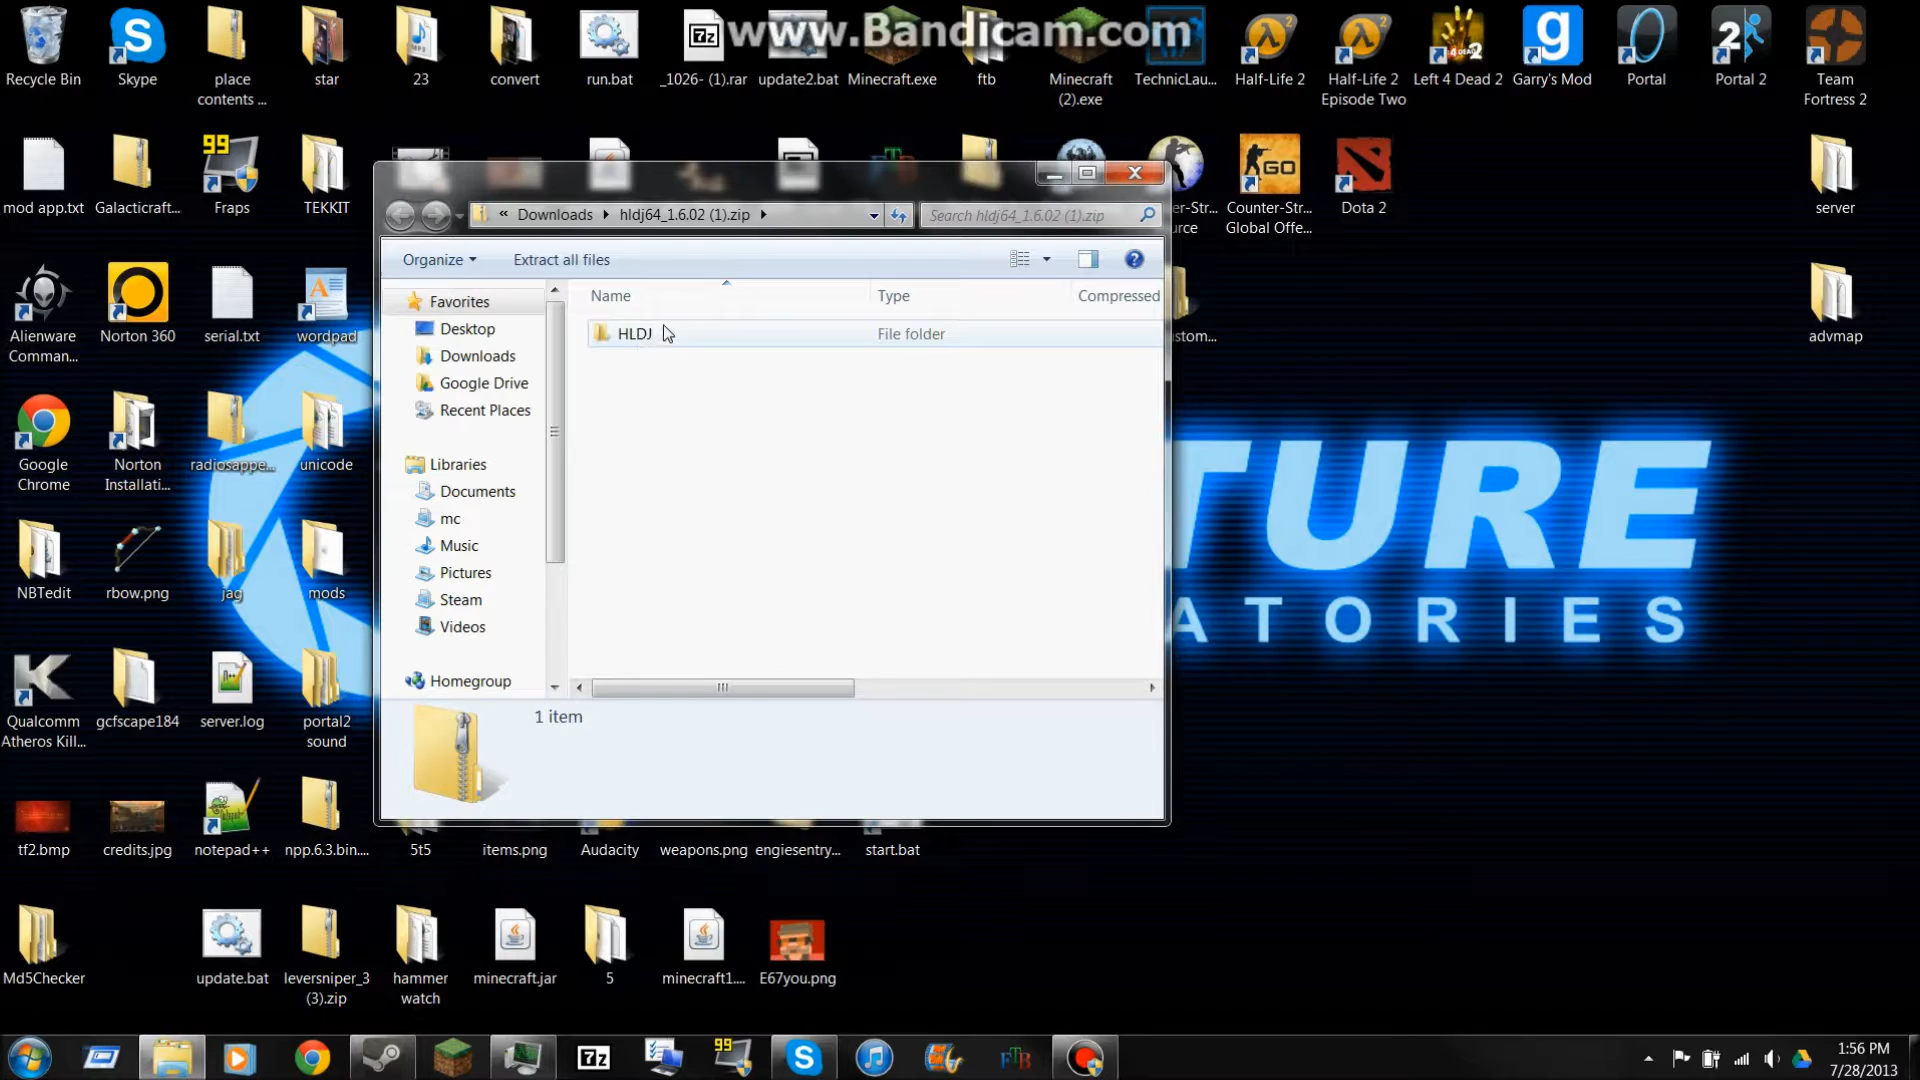 www.Bandicam.com
Recycle Bin
Skype
place
contents ...
star
23
convert
run.bat
_1026- (1).rar
update2.bat
Minecraft.exe
ftb
Minecraft
(2).exe
TechnicLau...
Half-Life 2
Half-Life 2
Episode Two
Left 4 Dead 2
Garry's Mod
Portal
Portal 2
Team
Fortress 2
mod app.txt
Galacticraft...
99
Fraps
TEKKIT
Counter-Str...
Global Offe...
GO
Dota 2
server
Downloads
hldj64_1.6.02 (1).zip
Search hldj64_1.6.02 (1).zip
Organize
Extract all files
Favorites
Desktop
Downloads
Google Drive
Recent Places
Libraries
Documents
mc
Music
Pictures
Steam
Videos
Homegroup
Name
Type
Compressed
HLDJ
File folder
1 item
Alienware
Comman...
Norton 360
serial.txt
wordpad
advmap
Google
Chrome
Norton
Installati...
radiosappe...
unicode
TURE
ATORIES
NBTedit
rbow.png
jag
mods
Qualcomm
Atheros Kill...
gcfscape184
server.log
portal2
sound
tf2.bmp
credits.jpg
notepad++
npp.6.3.bin....
5t5
items.png
Audacity
weapons.png
engiesentry...
start.bat
Md5Checker
update.bat
leversniper_3
(3).zip
hammer
watch
minecraft.jar
5
minecraft1....
E67you.png
7z
99
FTB
1:56 PM
7/28/2013